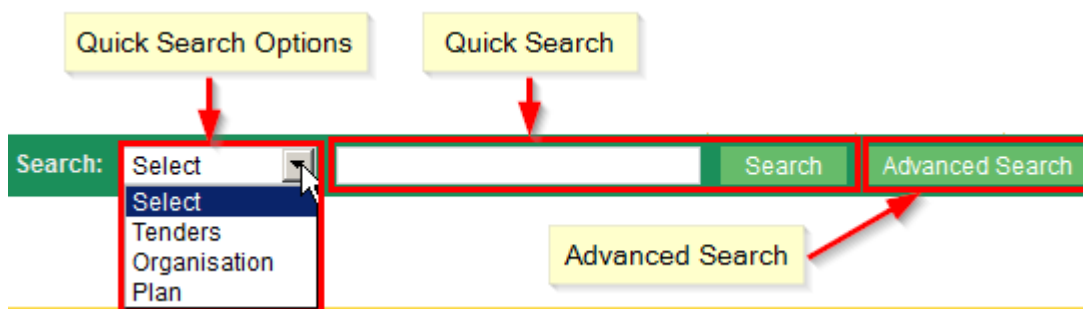 Quick Search Options
Quick Search
Search:
Select
Search
Advanced Search
Select
Tenders
Organisation
Plan
Advanced Search